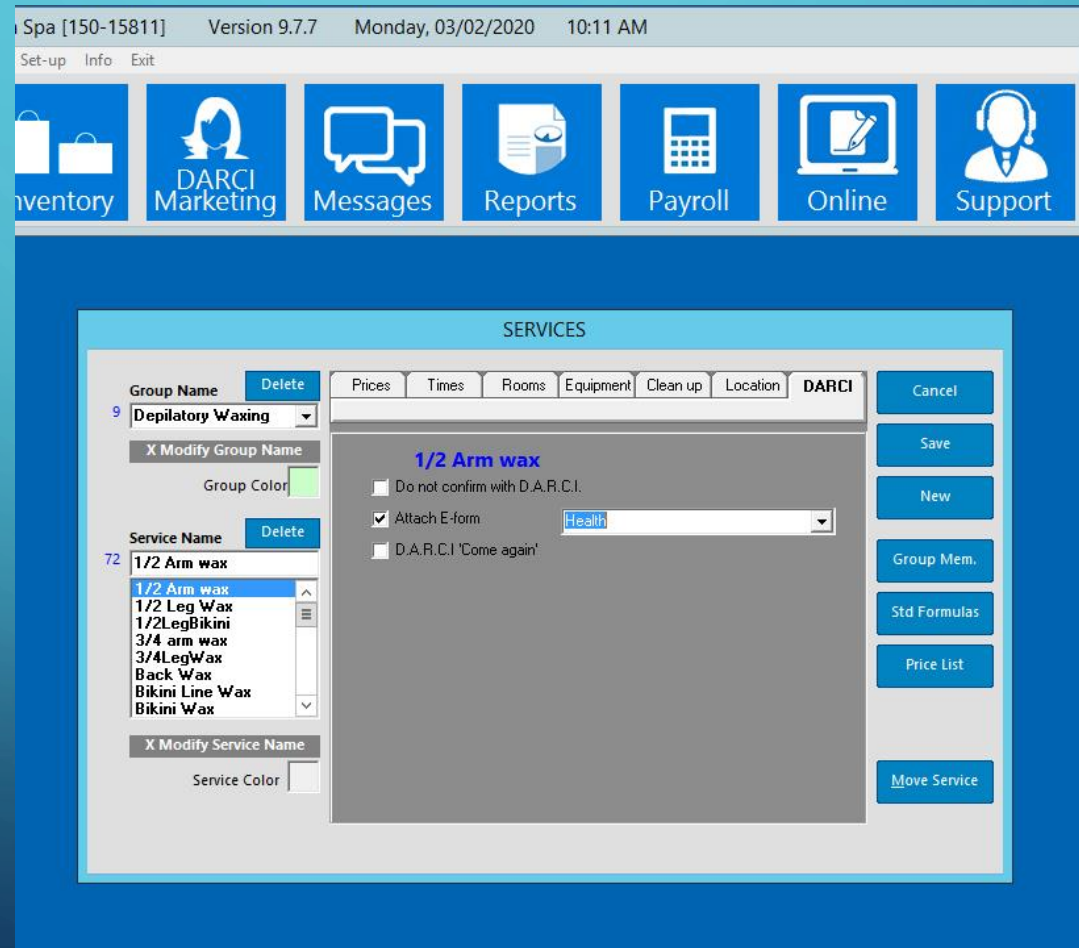 Spa [150-15811] Version 9.7.7 Monday, 03/02/2020 10:11 AM
Set-up Info Exit
DARCI
Marketing
Messages
Reports
Payroll
Online
Support
SERVICES
Group Name Delete
9 Depilatory Waxing
X Modify Group Name
Group Color
Service Name Delete
72 1/2 Arm wax
1/2 Arm wax
1/2 Leg Wax
1/2LegBikini
3/4 arm wax
3/4LegWax
Back Wax
Bikini Line Wax
Bikini Wax
X Modify Service Name
Service Color
Prices Times Rooms Equipment Clean up Location DARCI
1/2 Arm wax
Do not confirm with D.A.R.C.I.
Attach E-form Health
D.A.R.C.I 'Come again'
Cancel
Save
New
Group Mem.
Std Formulas
Price List
Move Service